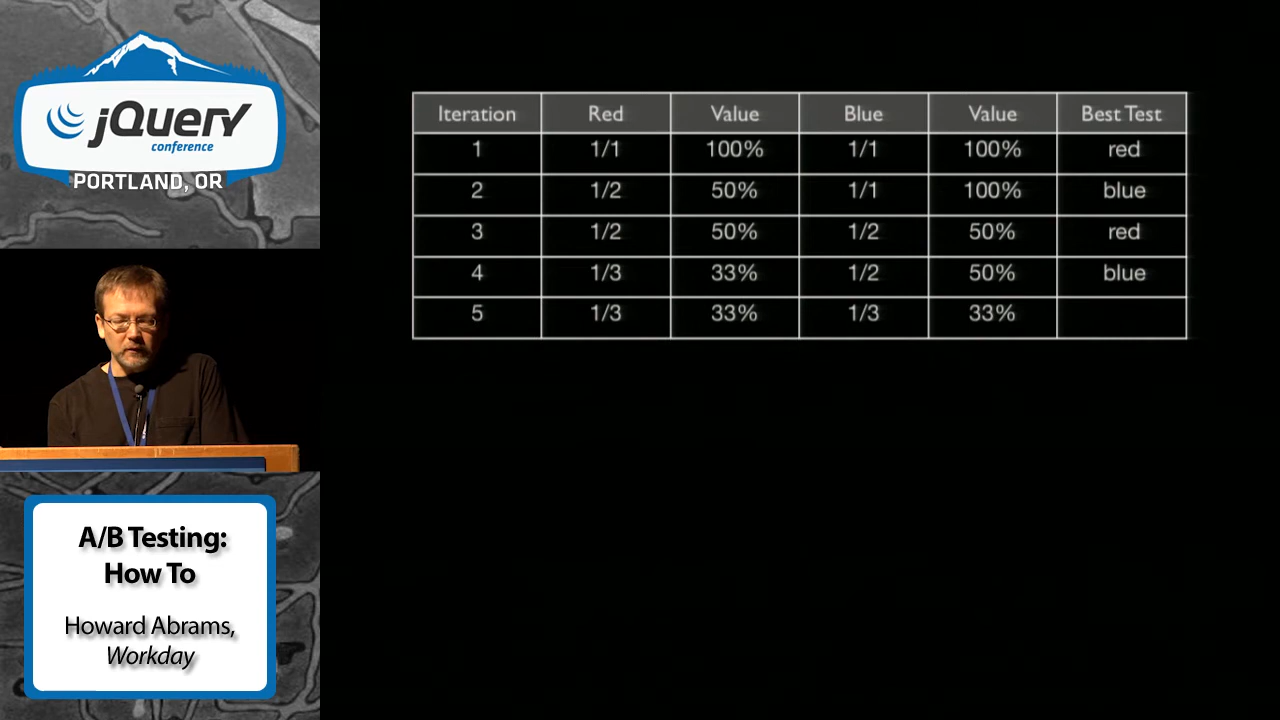 jQuery
conference
PORTLAND, OR
Iteration Red Value Blue Value Best Test
1 1/1 100% 1/1 100% red
2 1/2 50% 1/1 100% blue
3 1/2 50% 1/2 50% red
4 1/3 33% 1/2 50% blue
5 1/3 33% 1/3 33%
A/B Testing:
How To
Howard Abrams,
Workday